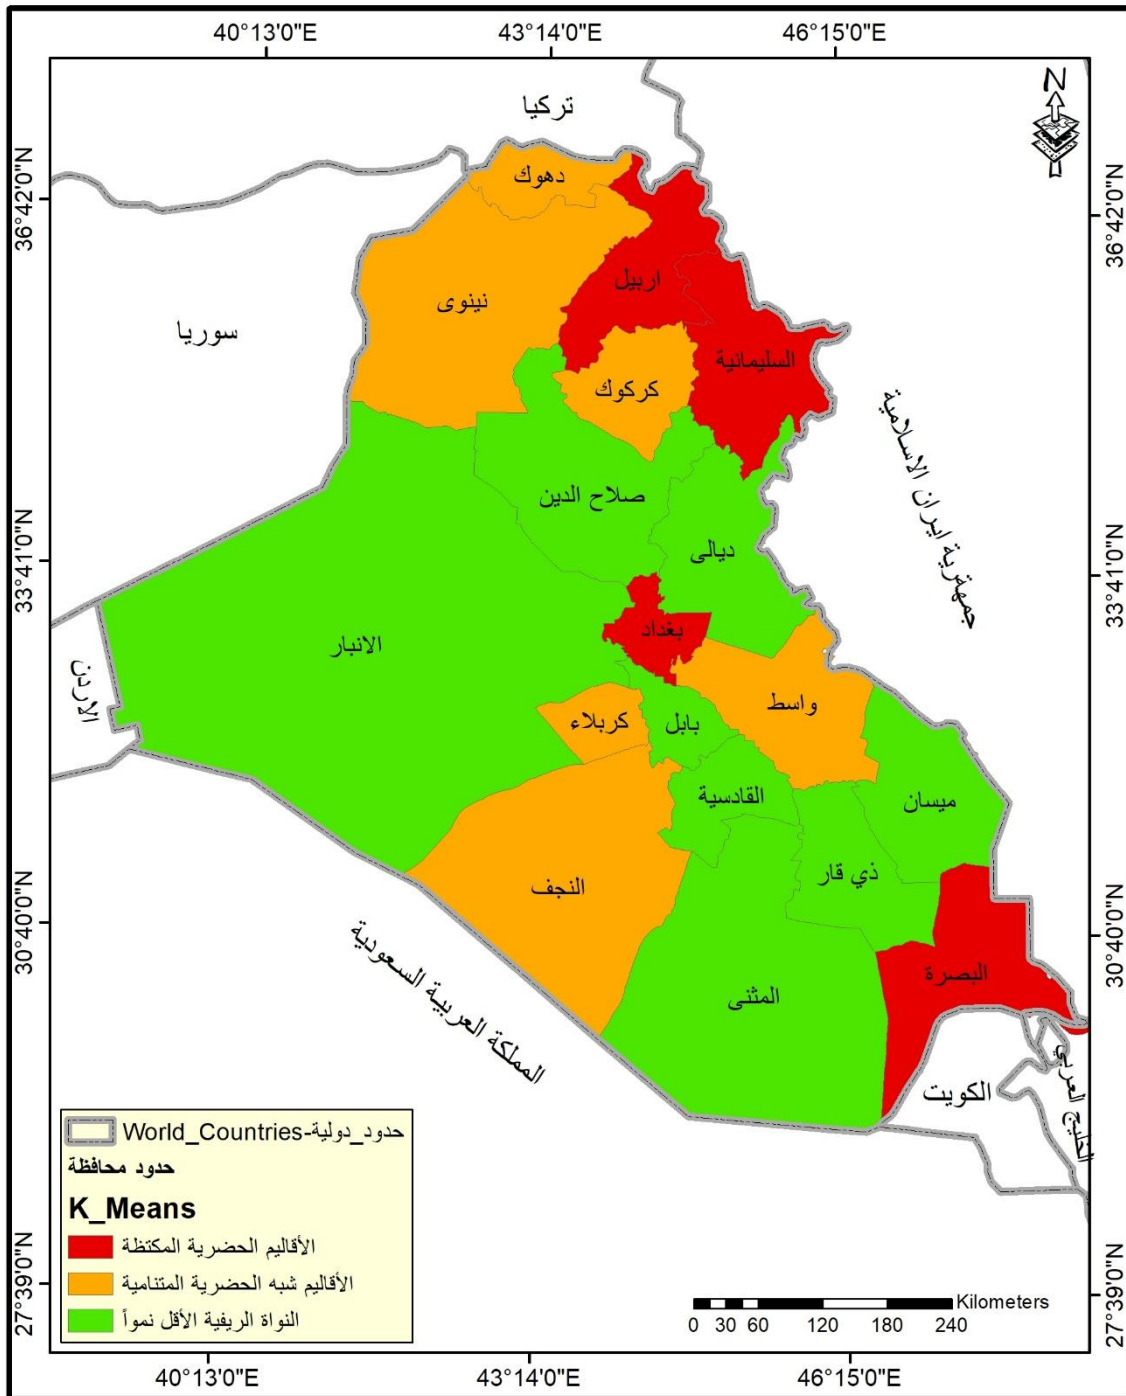 40°13'0"E 43°14'0"E 46°15'0"E
N
تركيا
دهوك
36°42'0"N
36°42'0"N
اربيل
نينوى
سوريا
السليمانية
كركوك
جمهةرية ايران الاسلامية
صلاح الدين
ديالى
33°41'0"N
33°41'0"N
بغداد
الانبار
الاردن
واسط
كربلاء
بابل
القادسية
ميسان
ذي قار
النجف
30°40'0"N
30°40'0"N
البصرة
المثنى
المملكة العربية السعودية
الكويت
الخليج العربي
حدود_دولية-World_Countries
حدود محافظة
K_Means
الأقاليم الحضرية المكتظة
الأقاليم شبه الحضرية المتنامية
النواة الريفية الأقل نمواً
27°39'0"N
27°39'0"N
Kilometers
0 30 60 120 180 240
40°13'0"E 43°14'0"E 46°15'0"E